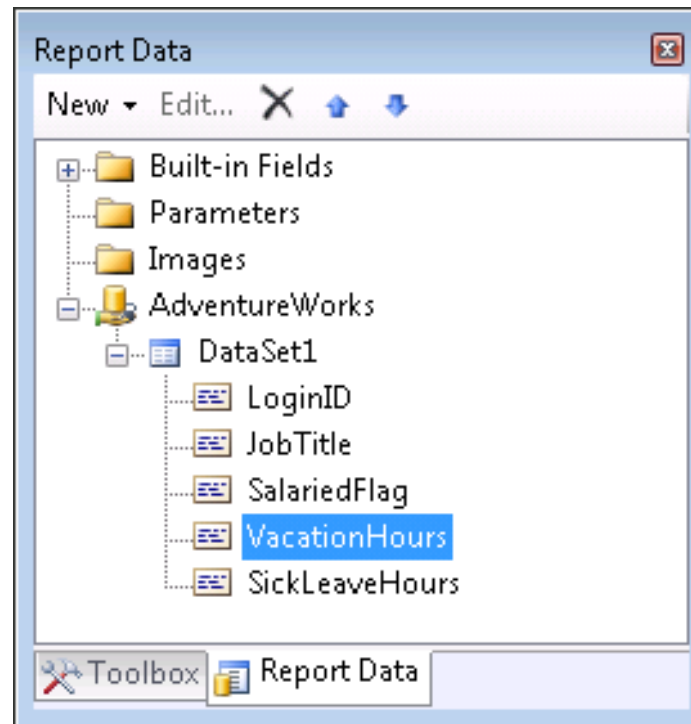 Report Data
New Edit...
Built-in Fields
Parameters
Images
AdventureWorks
DataSet1
LoginID
JobTitle
SalariedFlag
VacationHours
SickLeaveHours
Toolbox Report Data